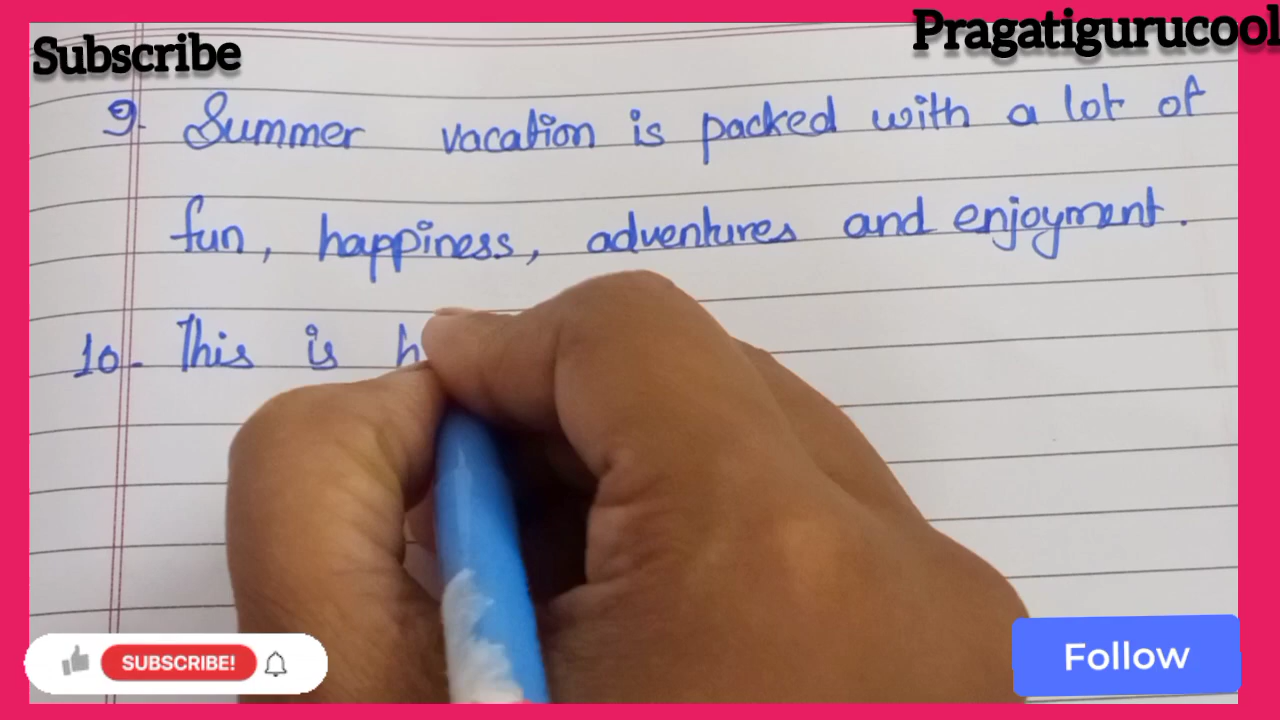 Subscribe
Pragatigurucool
9. Summer vacation is packed with a lot of
fun, happiness, adventures and enjoyment.
10. This is h
SUBSCRIBE!
Follow